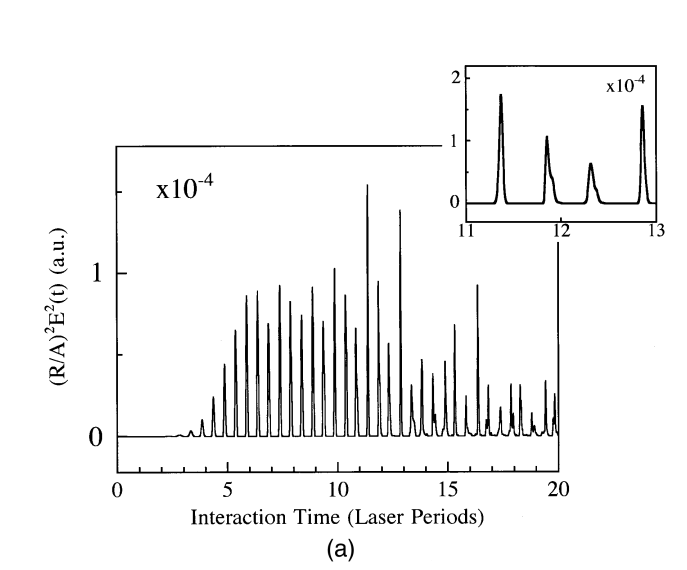 2
x10⁻⁴
1
0
11 12 13
x10⁻⁴
1
0
(R/A)²E²(t) (a.u.)
0 5 10 15 20
Interaction Time (Laser Periods)
(a)